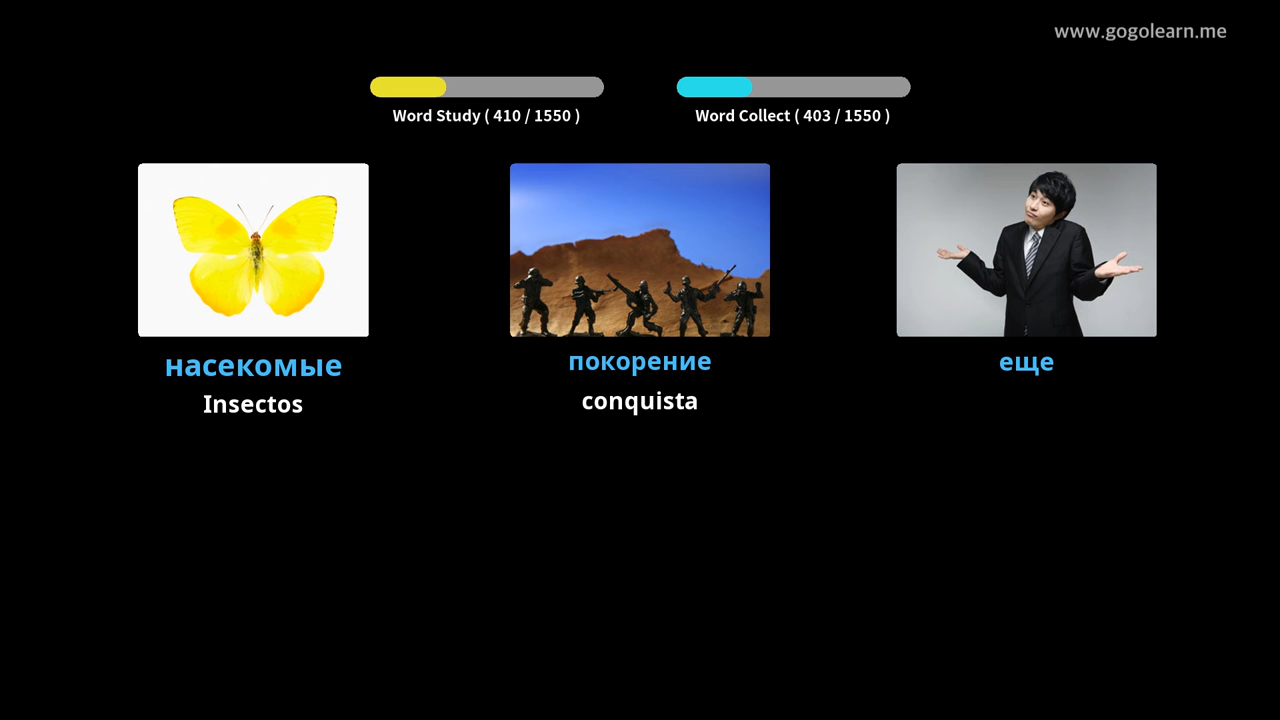 www.gogolearn.me
Word Study ( 410 / 1550 )
Word Collect ( 403 / 1550 )
насекомые
Insectos
покорение
conquista
еще